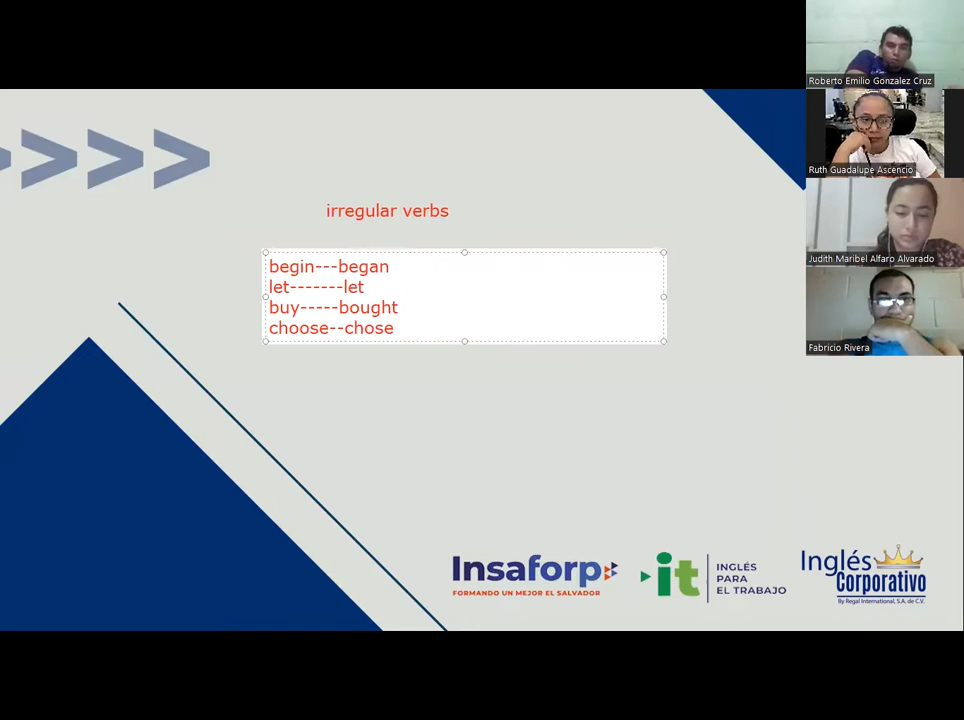 irregular verbs
begin---began
let-------let
buy-----bought
choose--chose
Insaforp
FORMANDO UN MEJOR EL SALVADOR
it
INGLÉS
PARA
EL TRABAJO
Inglés
Corporativo
By Regal International, S.A. de C.V.
Roberto Emilio Gonzalez Cruz
Ruth Guadalupe Ascencio
Judith Maribel Alfaro Alvarado
Fabricio Rivera